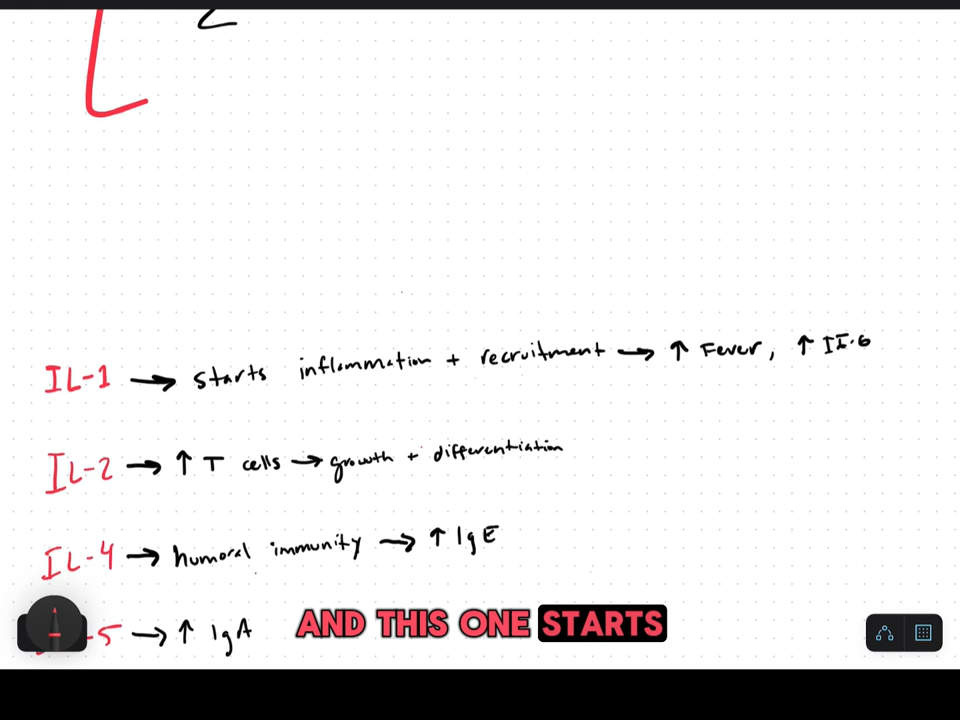 2
IL-1 → starts inflammation + recruitment → ↑ Fever, ↑ IL-6
IL-2 → ↑ T cells → growth + differentiation
IL-4 → humoral immunity → ↑ IgE
-5 → ↑ IgA
AND THIS ONE STARTS